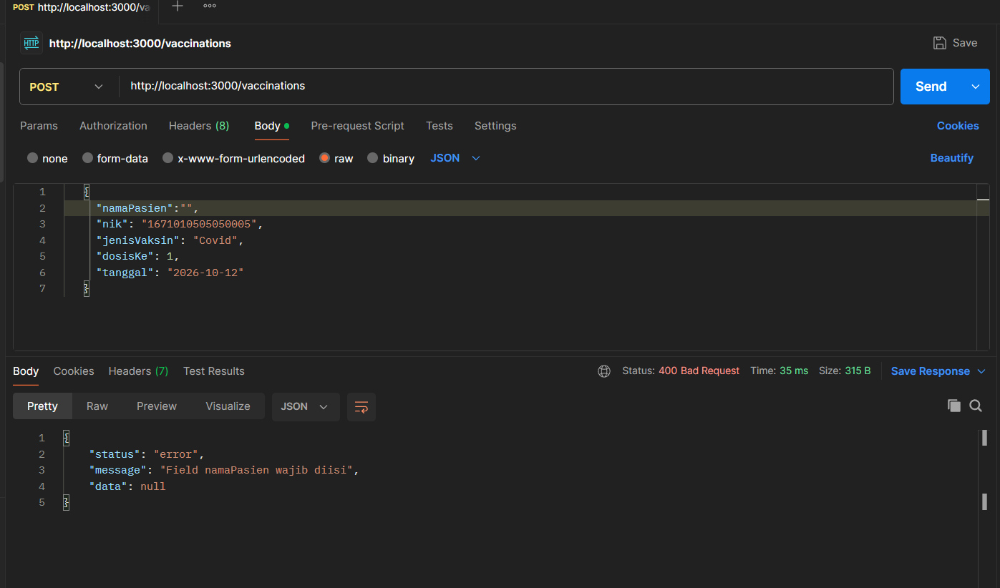 POST http://localhost:3000/va
HTTP http://localhost:3000/vaccinations Save
POST http://localhost:3000/vaccinations Send
Params Authorization Headers (8) Body Pre-request Script Tests Settings Cookies
none form-data x-www-form-urlencoded raw binary JSON Beautify
1 {
2 "namaPasien":"",
3 "nik": "1671010505050005",
4 "jenisVaksin": "Covid",
5 "dosisKe": 1,
6 "tanggal": "2026-10-12"
7 }
Body Cookies Headers (7) Test Results Status: 400 Bad Request Time: 35 ms Size: 315 B Save Response
Pretty Raw Preview Visualize JSON
1 {
2 "status": "error",
3 "message": "Field namaPasien wajib diisi",
4 "data": null
5 }